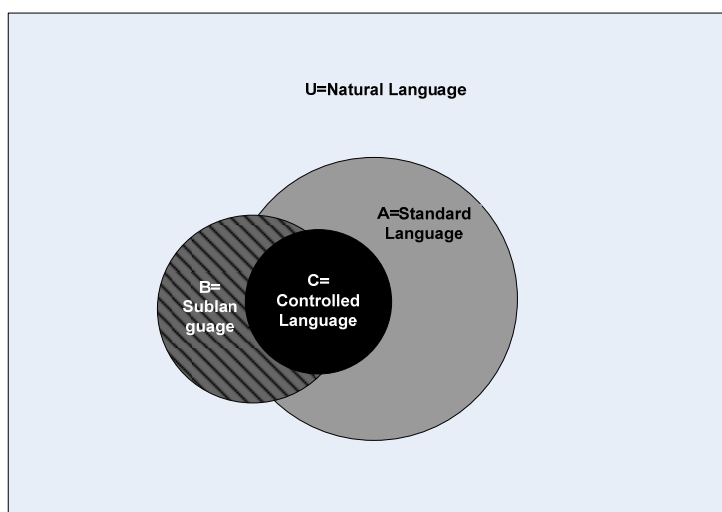 U=Natural Language
A=Standard
Language
B=
Sublan
guage
C=
Controlled
Language